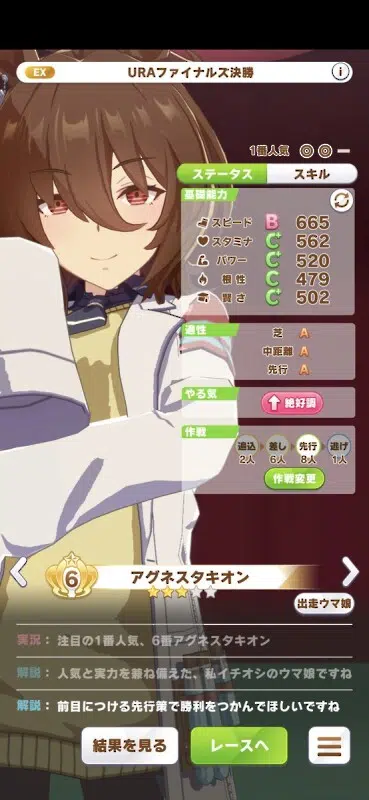 EX
URAファイナルズ決勝
i
1番人気 ◎ ◎ ー
ステータス スキル
基礎能力
スピード B 665
スタミナ C+ 562
パワー C+ 520
根性 C+ 479
賢さ C+ 502
適性
芝 A
中距離 A
先行 A
やる気
絶好調
作戦
追込 差し 先行 逃げ
2人 6人 8人 1人
作戦変更
6
アグネスタキオン
出走ウマ娘
実況: 注目の1番人気、6番アグネスタキオン
解説: 人気と実力を兼ね備えた、私イチオシのウマ娘ですね
解説: 前目につける先行策で勝利をつかんでほしいですね
結果を見る レースへ